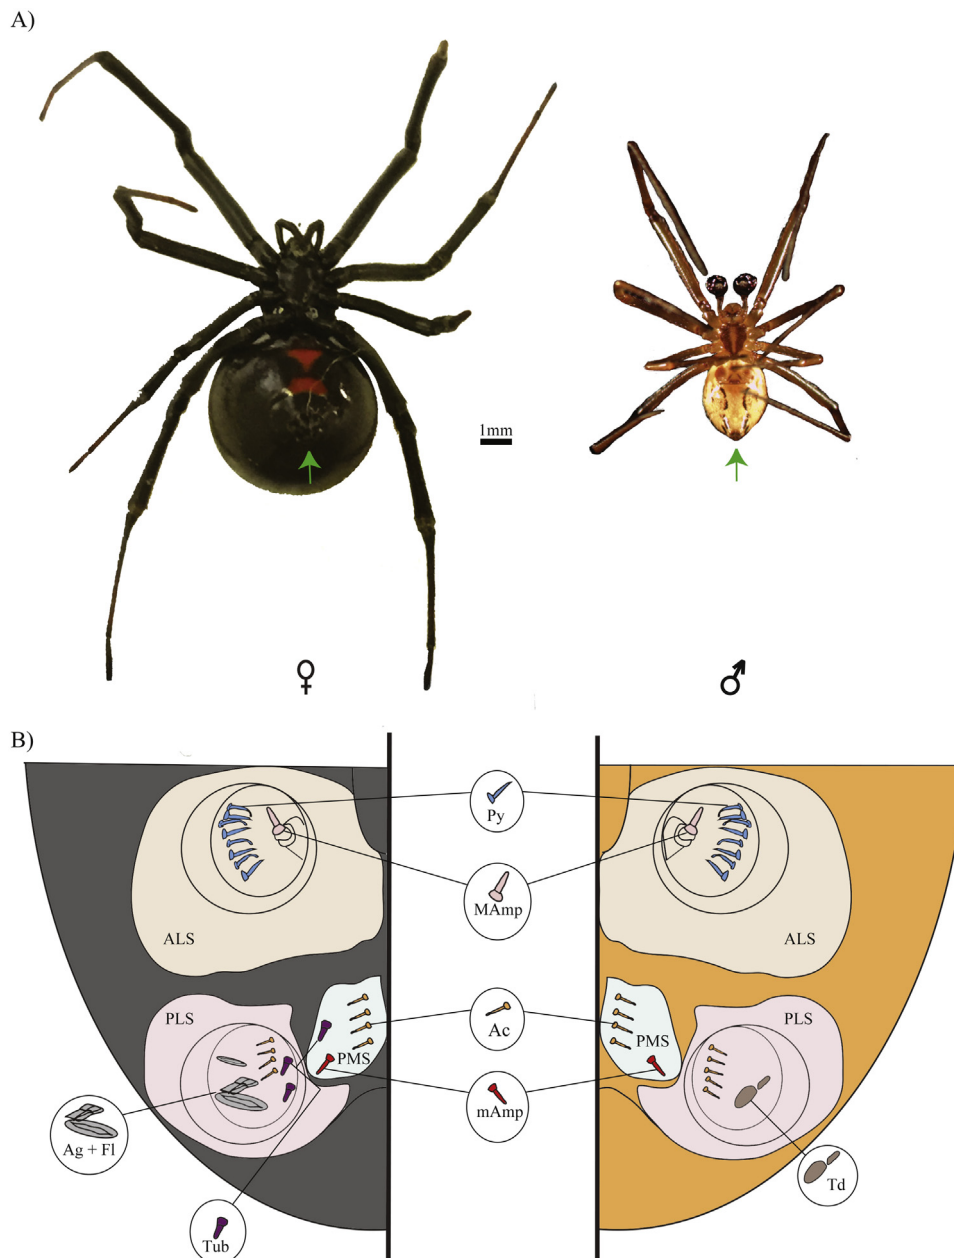 A)
1mm
♀
♂
B)
Py
MAmp
ALS
ALS
PLS
PMS
Ac
PMS
PLS
mAmp
Ag + Fl
Td
Tub